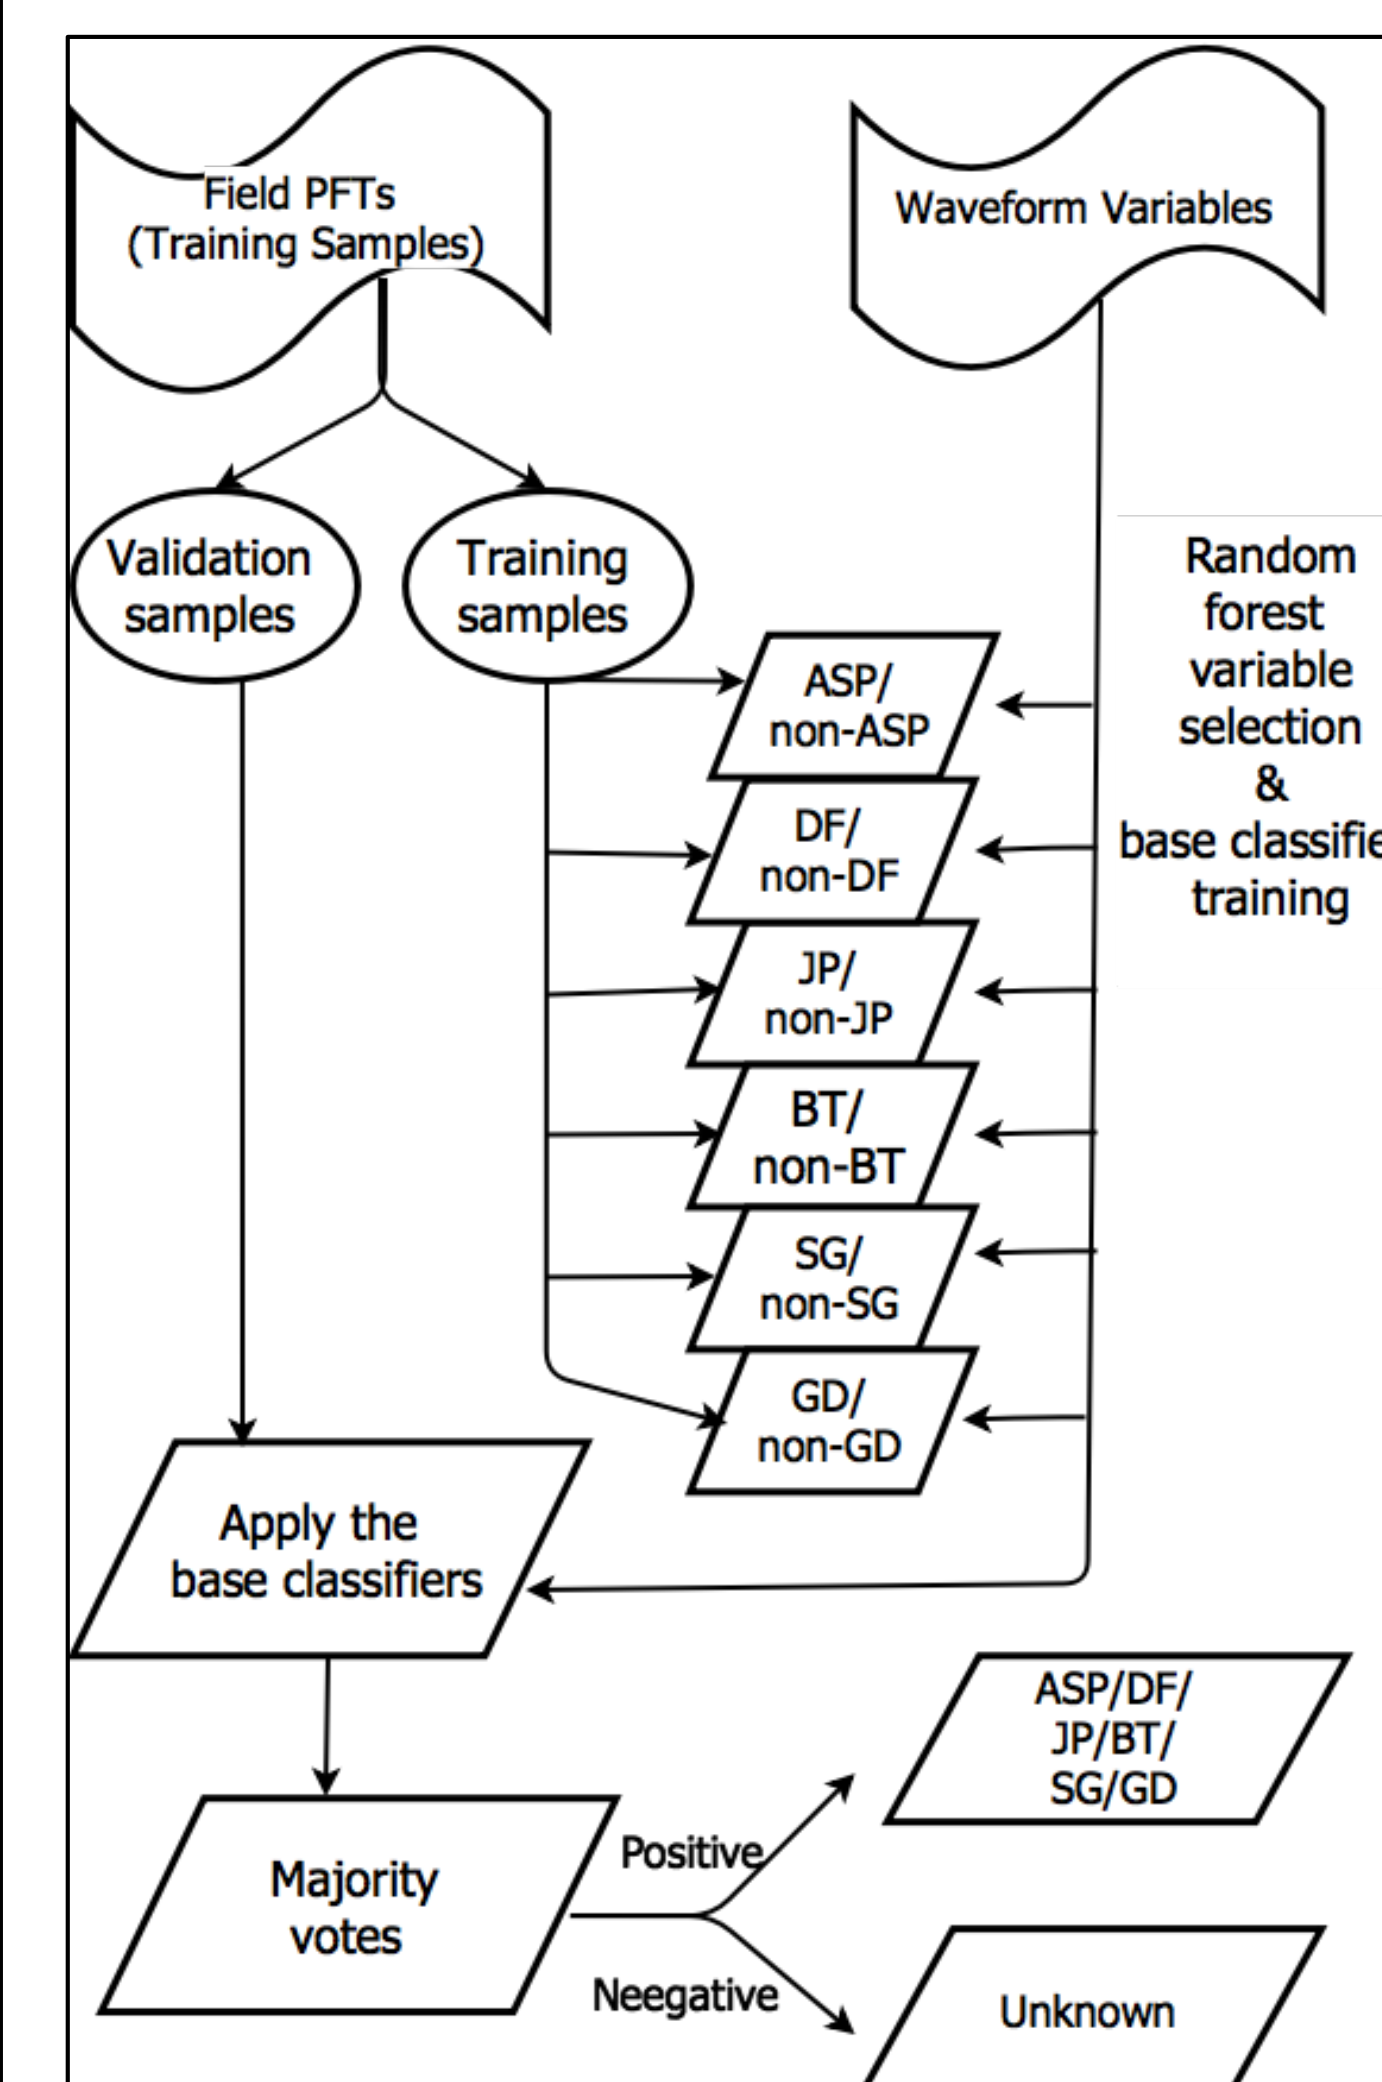 Field PFTs
(Training Samples)
Waveform Variables
Validation
samples
Training
samples
Random
forest
variable
selection
&
base classifie
training
ASP/
non-ASP
DF/
non-DF
JP/
non-JP
BT/
non-BT
SG/
non-SG
GD/
non-GD
Apply the
base classifiers
ASP/DF/
JP/BT/
SG/GD
Positive
Majority
votes
Neegative
Unknown